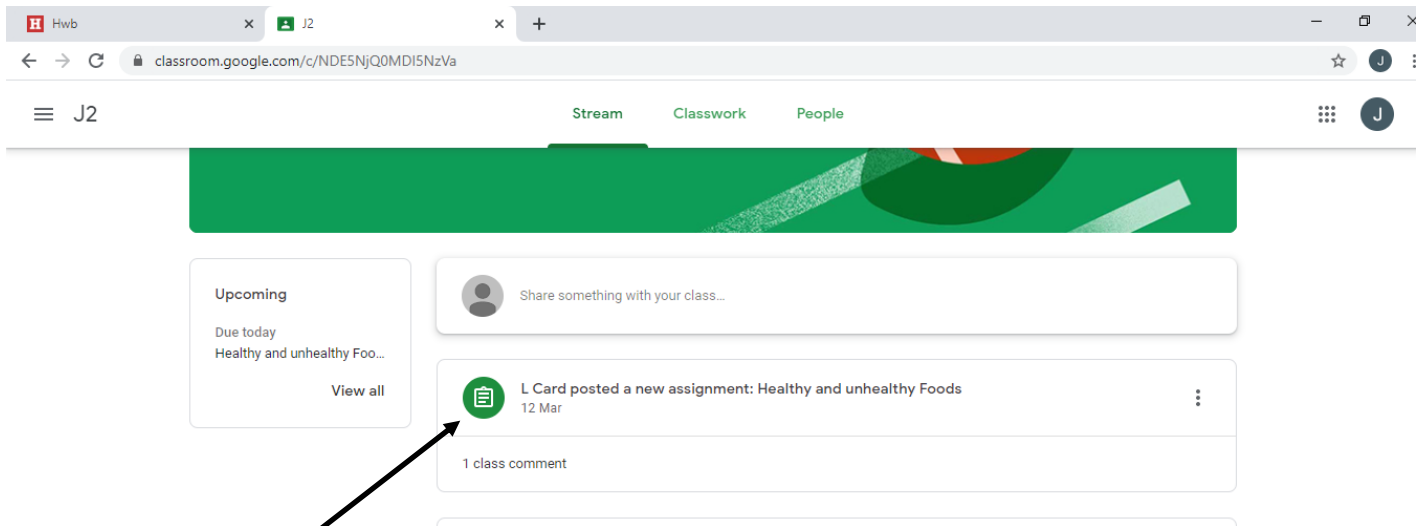 Hwb
J2
classroom.google.com/c/NDE5NjQ0MDI5NzVa
J
J2
Stream
Classwork
People
J
Upcoming
Due today
Healthy and unhealthy Foo...
View all
Share something with your class...
L Card posted a new assignment: Healthy and unhealthy Foods
12 Mar
1 class comment